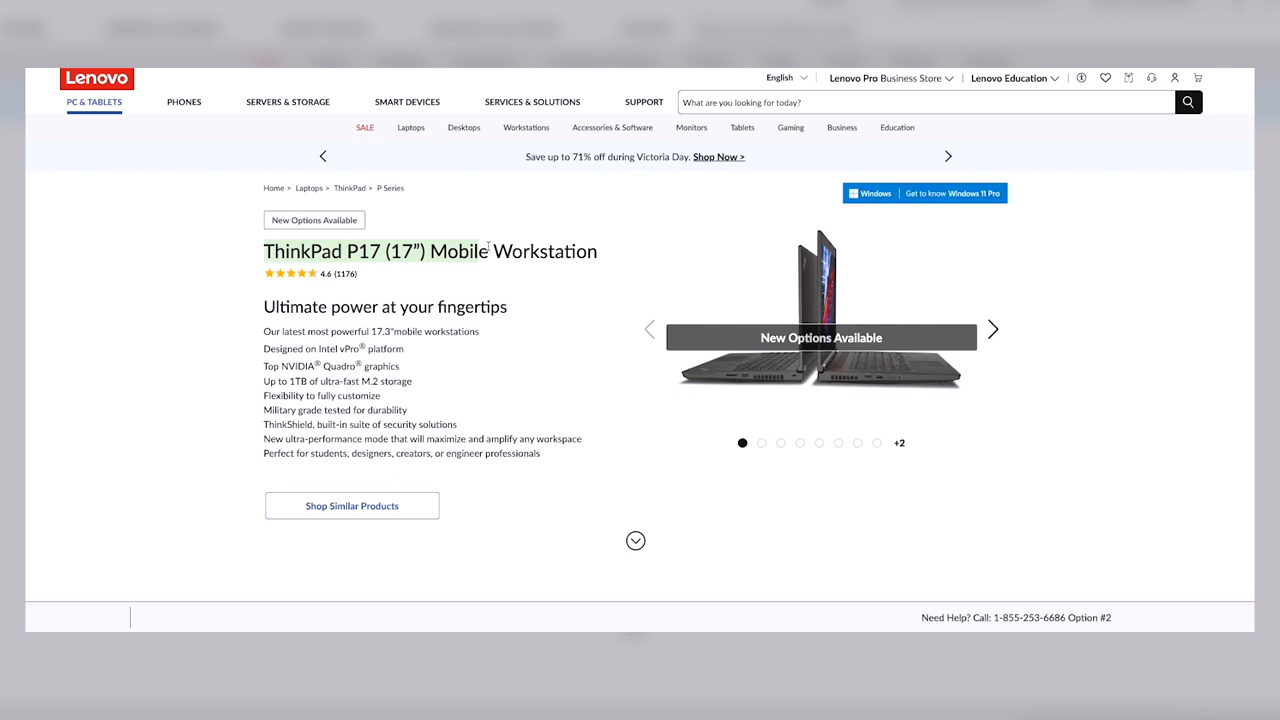 Lenovo
English
Lenovo Pro Business Store
Lenovo Education
PC & TABLETS
PHONES
SERVERS & STORAGE
SMART DEVICES
SERVICES & SOLUTIONS
SUPPORT
What are you looking for today?
SALE
Laptops
Desktops
Workstations
Accessories & Software
Monitors
Tablets
Gaming
Business
Education
Save up to 71% off during Victoria Day. Shop Now >
Home > Laptops > ThinkPad > P Series
Windows | Get to know Windows 11 Pro
New Options Available
ThinkPad P17 (17”) Mobile Workstation
4.6 (1176)
Ultimate power at your fingertips
Our latest most powerful 17.3"mobile workstations
Designed on Intel vPro® platform
Top NVIDIA® Quadro® graphics
Up to 1TB of ultra-fast M.2 storage
Flexibility to fully customize
Military grade tested for durability
ThinkShield, built-in suite of security solutions
New ultra-performance mode that will maximize and amplify any workspace
Perfect for students, designers, creators, or engineer professionals
New Options Available
+2
Shop Similar Products
Need Help? Call: 1-855-253-6686 Option #2